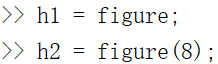 >> h1 = figure;
>> h2 = figure(8);